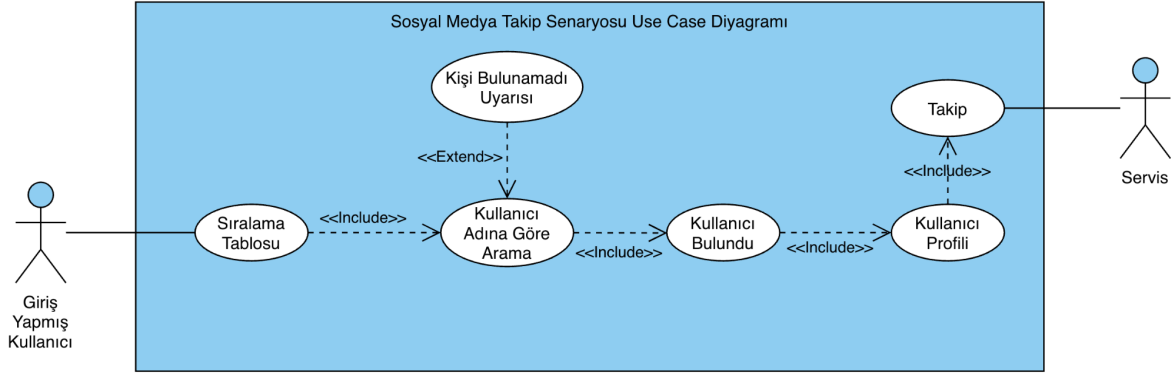 Sosyal Medya Takip Senaryosu Use Case Diyagramı
Kişi Bulunamadı
Uyarısı
Takip
<<Extend>>
<<Include>>
Servis
Sıralama
Tablosu
<<Include>>
Kullanıcı
Adına Göre
Arama
<<Include>>
Kullanıcı
Bulundu
<<Include>>
Kullanıcı
Profili
Giriş
Yapmış
Kullanıcı